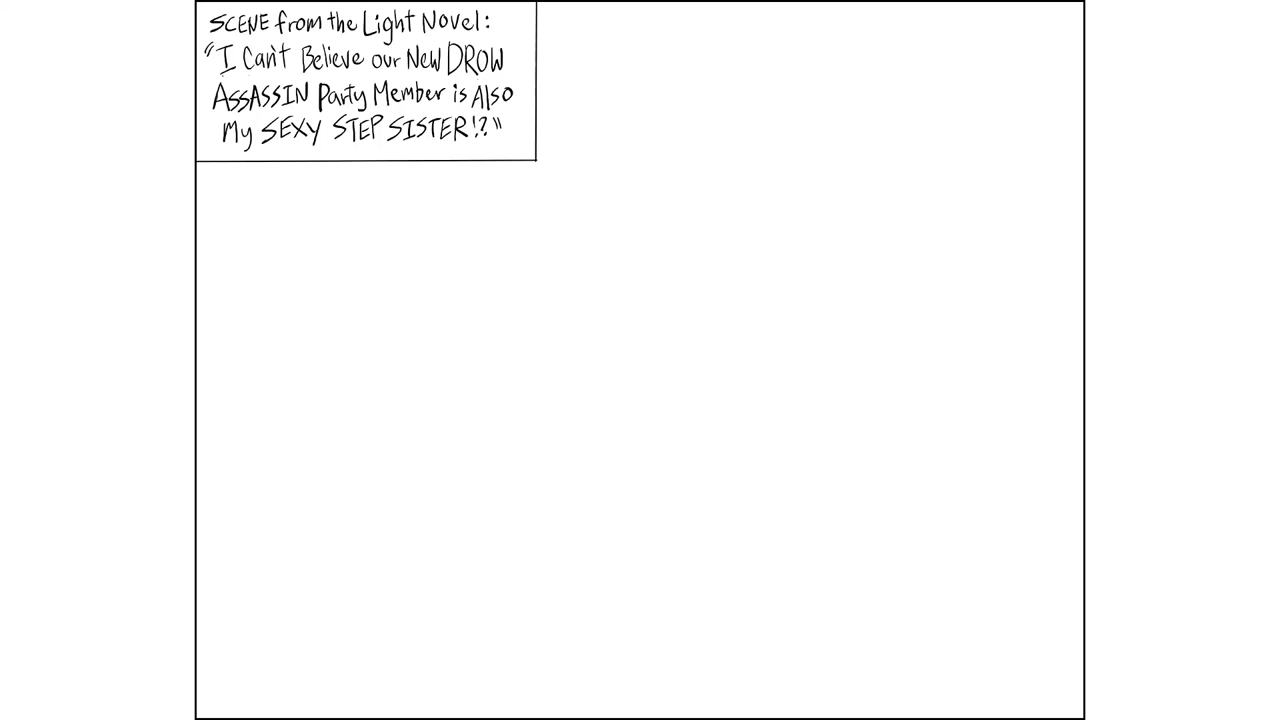 SCENE from the Light Novel:
"I Can't Believe our New DROW
ASSASSIN Party Member is Also
My SEXY STEP SISTER!?"